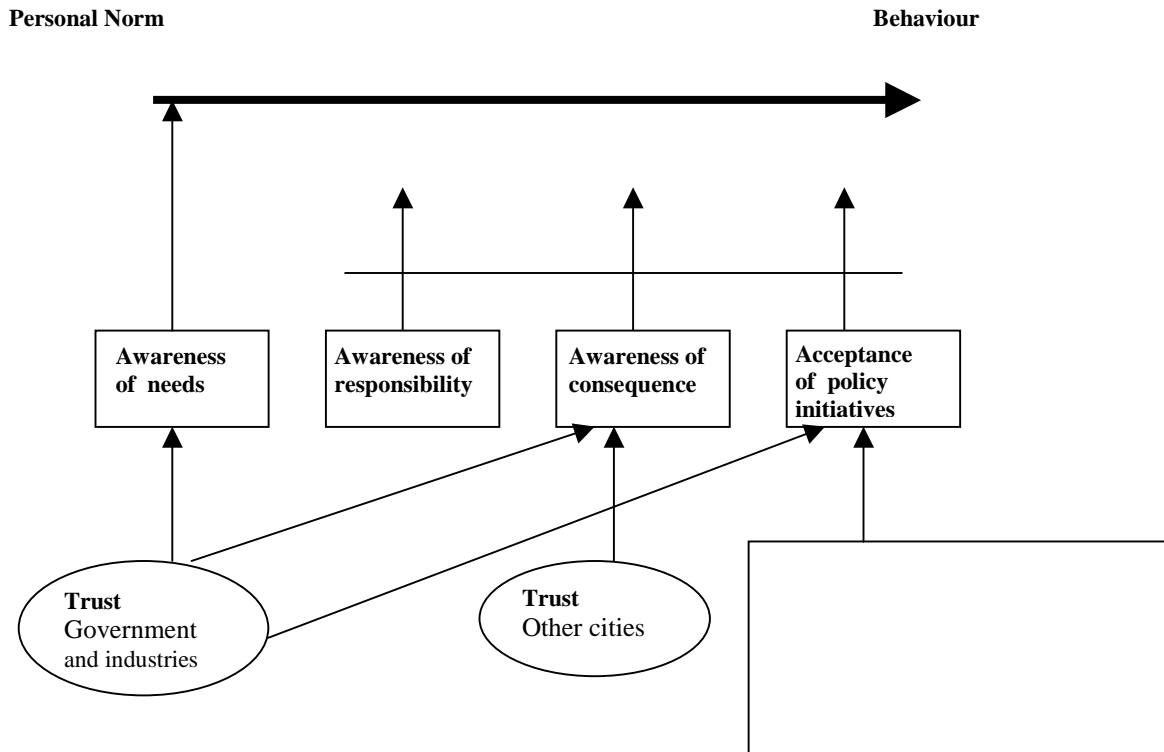 Personal Norm
Behaviour
Awareness
of needs
Awareness of
responsibility
Awareness of
consequence
Acceptance
of policy
initiatives
Trust
Government
and industries
Trust
Other cities